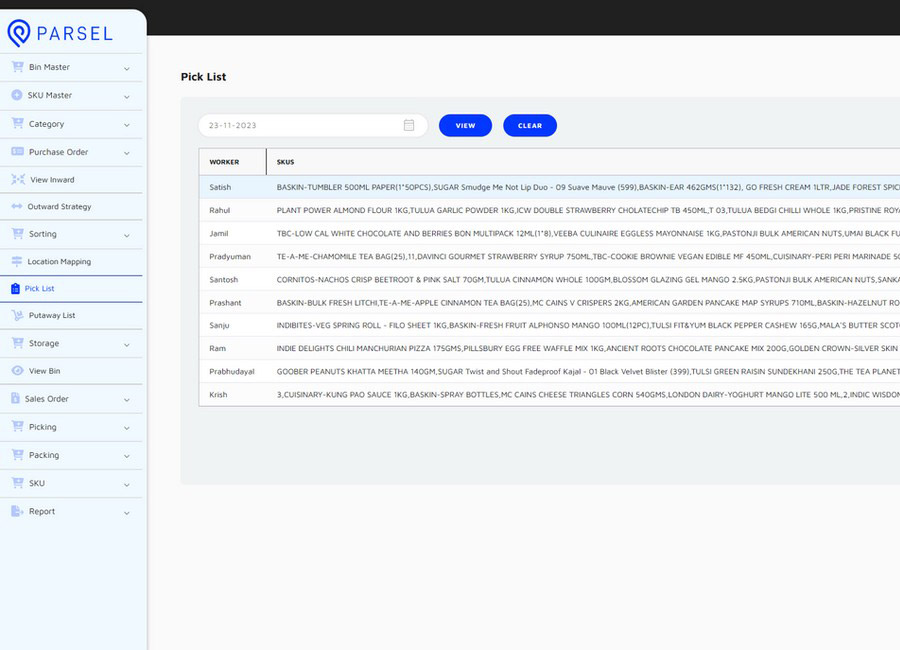 PARSEL
Bin Master
SKU Master
Category
Purchase Order
View Inward
Outward Strategy
Sorting
Location Mapping
Pick List
Putaway List
Storage
View Bin
Sales Order
Picking
Packing
SKU
Report
Pick List
23-11-2023 VIEW CLEAR
WORKER SKUS
Satish BASKIN-TUMBLER 500ML PAPER(1*50PCS),SUGAR Smudge Me Not Lip Duo - 09 Suave Mauve (599),BASKIN-EAR 462GMS(1*132), GO FRESH CREAM 1LTR,JADE FOREST SPIC
Rahul PLANT POWER ALMOND FLOUR 1KG,TULUA GARLIC POWDER 1KG,ICW DOUBLE STRAWBERRY CHOLATECHIP TB 450ML,T 03,TULUA BEDGI CHILLI WHOLE 1KG,PRISTINE ROYA
Jamil TBC-LOW CAL WHITE CHOCOLATE AND BERRIES BON MULTIPACK 12ML(1*8),VEEBA CULINAIRE EGGLESS MAYONNAISE 1KG,PASTONJI BULK AMERICAN NUTS,UMAI BLACK FU
Pradyuman TE-A-ME-CHAMOMILE TEA BAG(25),11,DAVINCI GOURMET STRAWBERRY SYRUP 750ML,TBC-COOKIE BROWNIE VEGAN EDIBLE MF 450ML,CUISINARY-PERI PERI MARINADE 50
Santosh CORNITOS-NACHOS CRISP BEETROOT & PINK SALT 70GM,TULUA CINNAMON WHOLE 100GM,BLOSSOM GLAZING GEL MANGO 2.5KG,PASTONJI BULK AMERICAN NUTS,SANKA
Prashant BASKIN-BULK FRESH LITCHI,TE-A-ME-APPLE CINNAMON TEA BAG(25),MC CAINS V CRISPERS 2KG,AMERICAN GARDEN PANCAKE MAP SYRUPS 710ML,BASKIN-HAZELNUT RO
Sanju INDIBITES-VEG SPRING ROLL - FILO SHEET 1KG,BASKIN-FRESH FRUIT ALPHONSO MANGO 100ML(12PC),TULSI FIT&YUM BLACK PEPPER CASHEW 165G,MALA'S BUTTER SCOT
Ram INDIE DELIGHTS CHILI MANCHURIAN PIZZA 175GMS,PILLSBURY EGG FREE WAFFLE MIX 1KG,ANCIENT ROOTS CHOCOLATE PANCAKE MIX 200G,GOLDEN CROWN-SILVER SKIN
Prabhudayal GOOBER PEANUTS KHATTA MEETHA 140GM,SUGAR Twist and Shout Fadeproof Kajal - 01 Black Velvet Blister (399),TULSI GREEN RAISIN SUNDEKHANI 250G,THE TEA PLANET
Krish 3,CUISINARY-KUNG PAO SAUCE 1KG,BASKIN-SPRAY BOTTLES,MC CAINS CHEESE TRIANGLES CORN 540GMS,LONDON DAIRY-YOGHURT MANGO LITE 500 ML,2,INDIC WISDOM